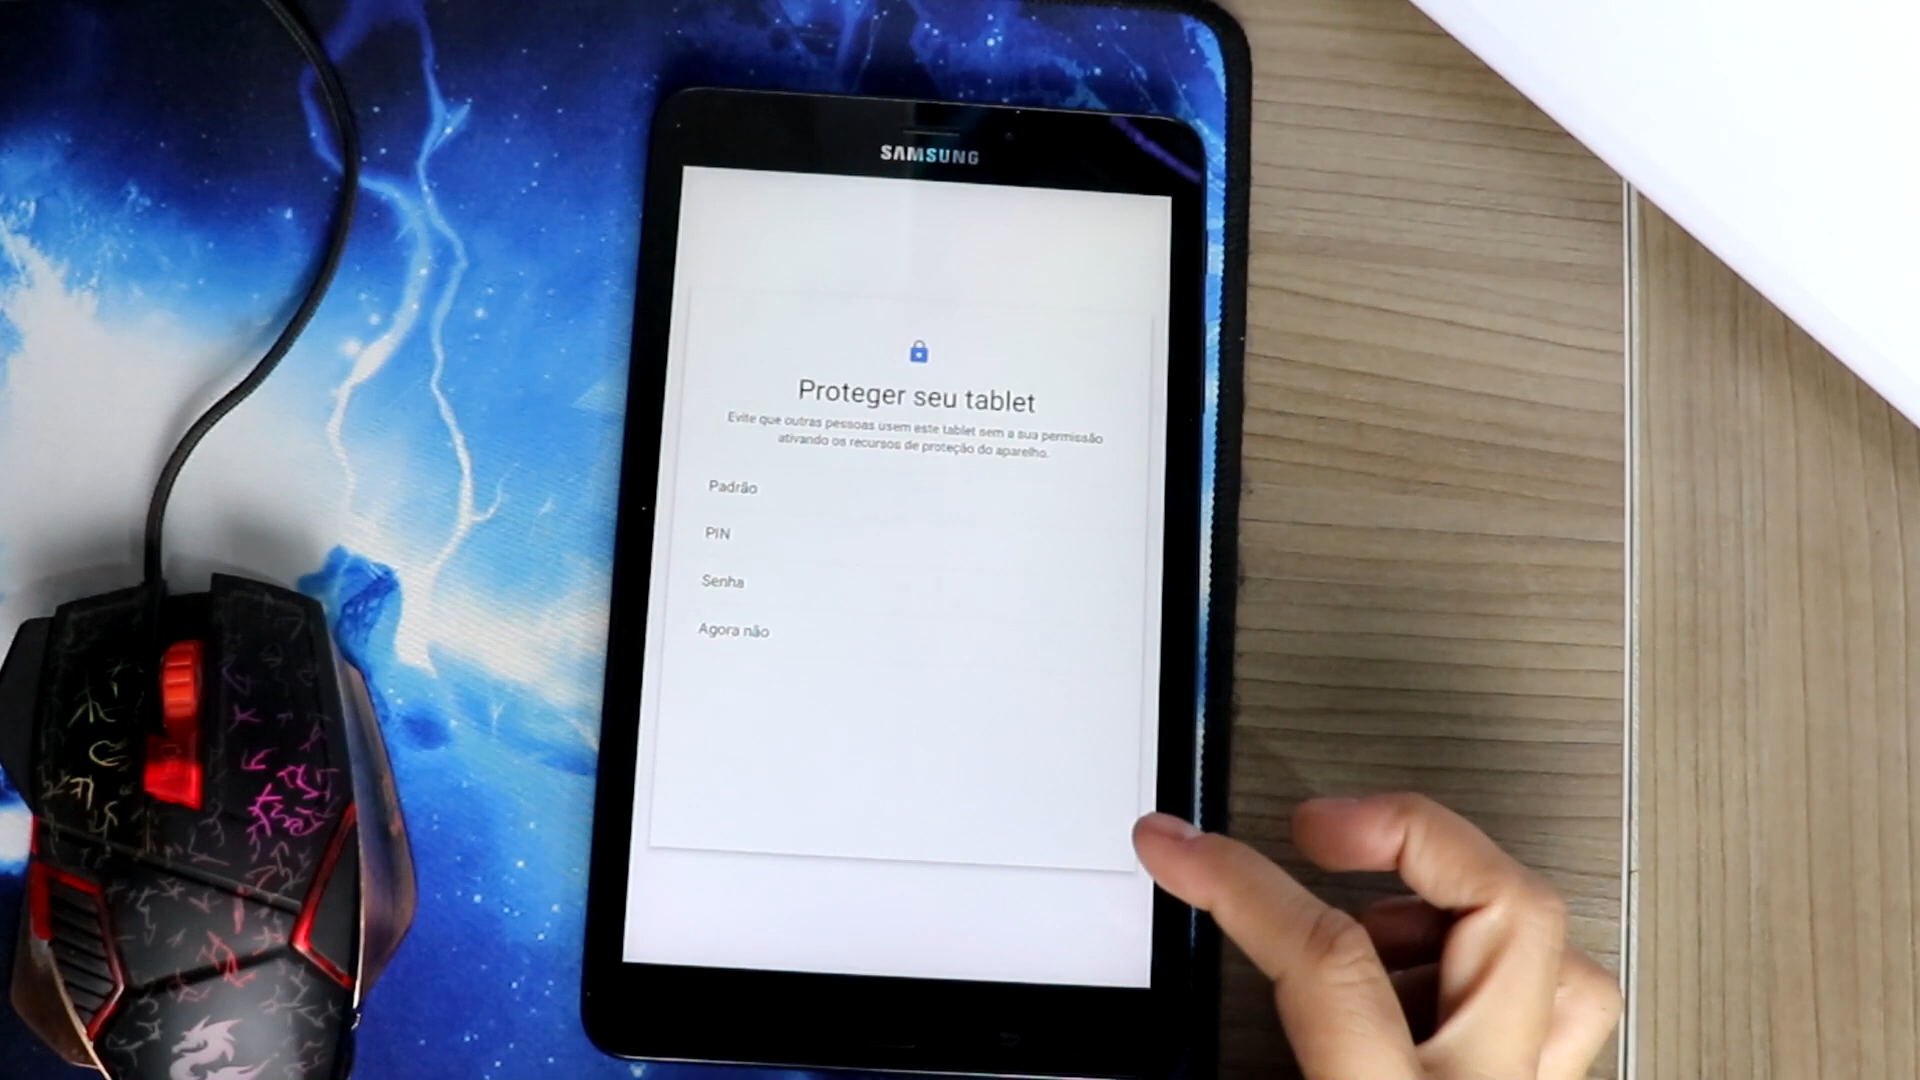 SAMSUNG
Proteger seu tablet
Evite que outras pessoas usem este tablet sem a sua permissão
ativando os recursos de proteção do aparelho.
Padrão
PIN
Senha
Agora não